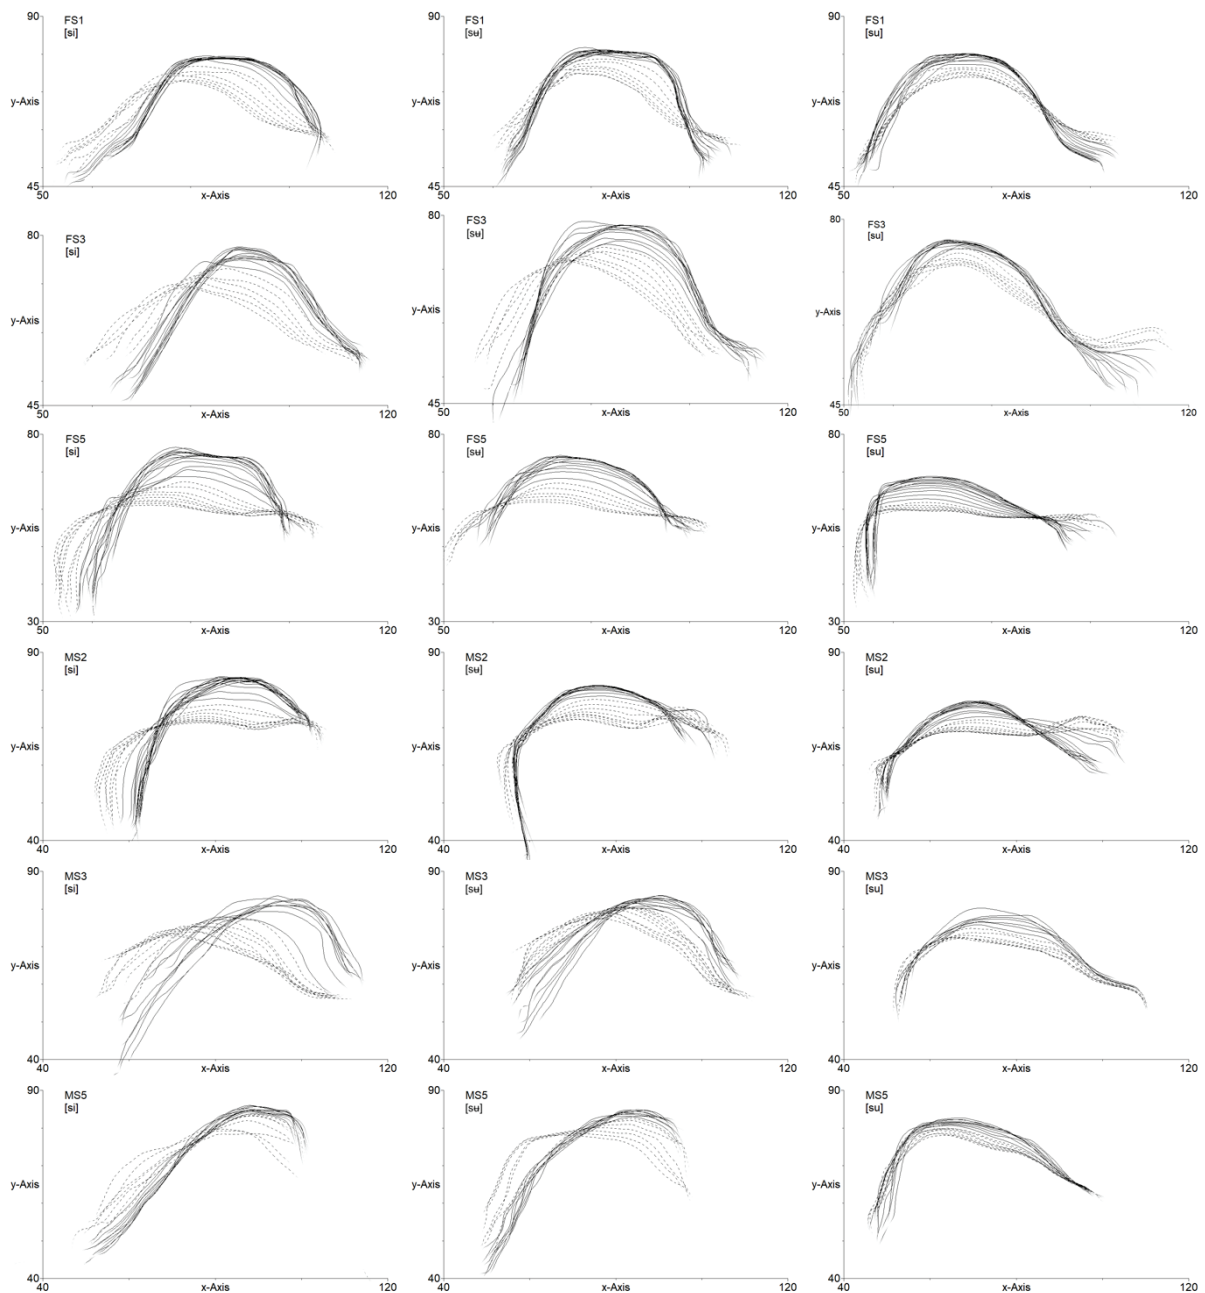 90 FS1 [si] y-Axis 45 50 x-Axis 120
90 FS1 [sʉ] y-Axis 45 50 x-Axis 120
90 FS1 [su] y-Axis 45 50 x-Axis 120
80 FS3 [si] y-Axis 45 50 x-Axis 120
80 FS3 [sʉ] y-Axis 45 50 x-Axis 120
80 FS3 [su] y-Axis 45 50 x-Axis 120
80 FS5 [si] y-Axis 30 50 x-Axis 120
80 FS5 [sʉ] y-Axis 30 50 x-Axis 120
80 FS5 [su] y-Axis 30 50 x-Axis 120
90 MS2 [si] y-Axis 40 40 x-Axis 120
90 MS2 [sʉ] y-Axis 40 40 x-Axis 120
90 MS2 [su] y-Axis 40 40 x-Axis 120
90 MS3 [si] y-Axis 40 40 x-Axis 120
90 MS3 [sʉ] y-Axis 40 40 x-Axis 120
90 MS3 [su] y-Axis 40 40 x-Axis 120
90 MS5 [si] y-Axis 40 40 x-Axis 120
90 MS5 [sʉ] y-Axis 40 40 x-Axis 120
90 MS5 [su] y-Axis 40 40 x-Axis 120